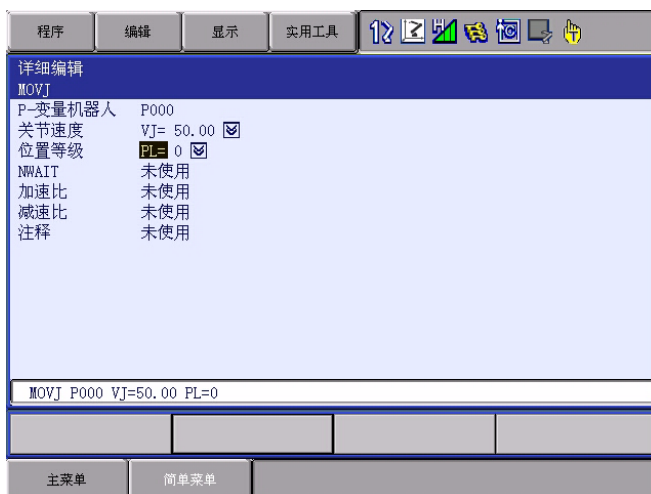 程序 编辑 显示 实用工具
详细编辑
MOVJ
P-变量机器人 P000
关节速度 VJ= 50.00
位置等级 PL= 0
NWAIT 未使用
加速比 未使用
减速比 未使用
注释 未使用
MOVJ P000 VJ=50.00 PL=0
主菜单 简单菜单